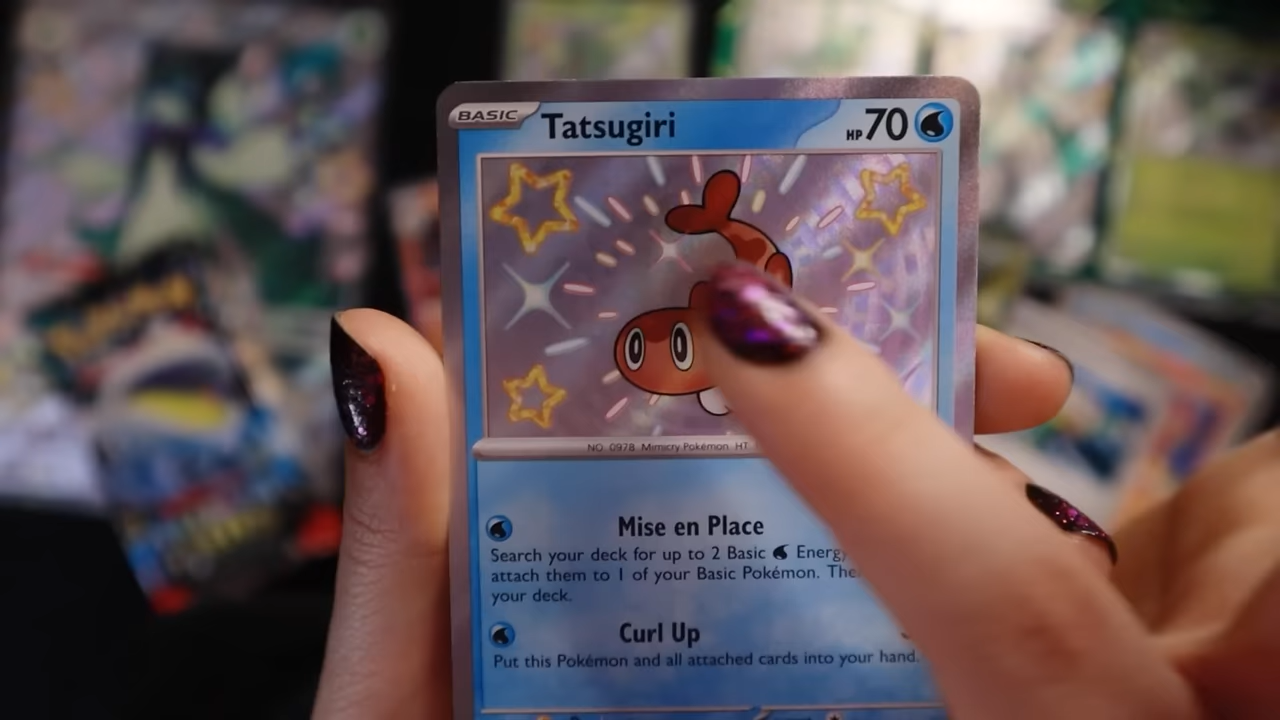 BASIC
Tatsugiri
HP 70
NO. 0978 Mimicry Pokémon HT
Mise en Place
Search your deck for up to 2 Basic Energy
attach them to 1 of your Basic Pokémon.
your deck.
Curl Up
Put this Pokémon and all attached cards into your hand.